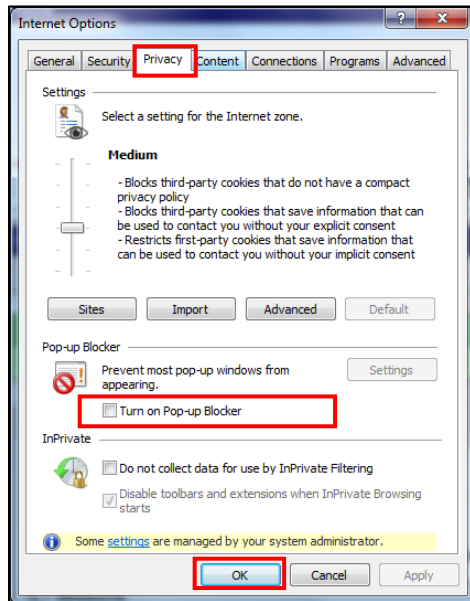 Internet Options
General Security Privacy Content Connections Programs Advanced
Settings
Select a setting for the Internet zone.
Medium
- Blocks third-party cookies that do not have a compact
privacy policy
- Blocks third-party cookies that save information that can
be used to contact you without your explicit consent
- Restricts first-party cookies that save information that
can be used to contact you without your implicit consent
Sites Import Advanced Default
Pop-up Blocker
Prevent most pop-up windows from
appearing.
Settings
Turn on Pop-up Blocker
InPrivate
Do not collect data for use by InPrivate Filtering
Disable toolbars and extensions when InPrivate Browsing
starts
Some settings are managed by your system administrator.
OK Cancel Apply